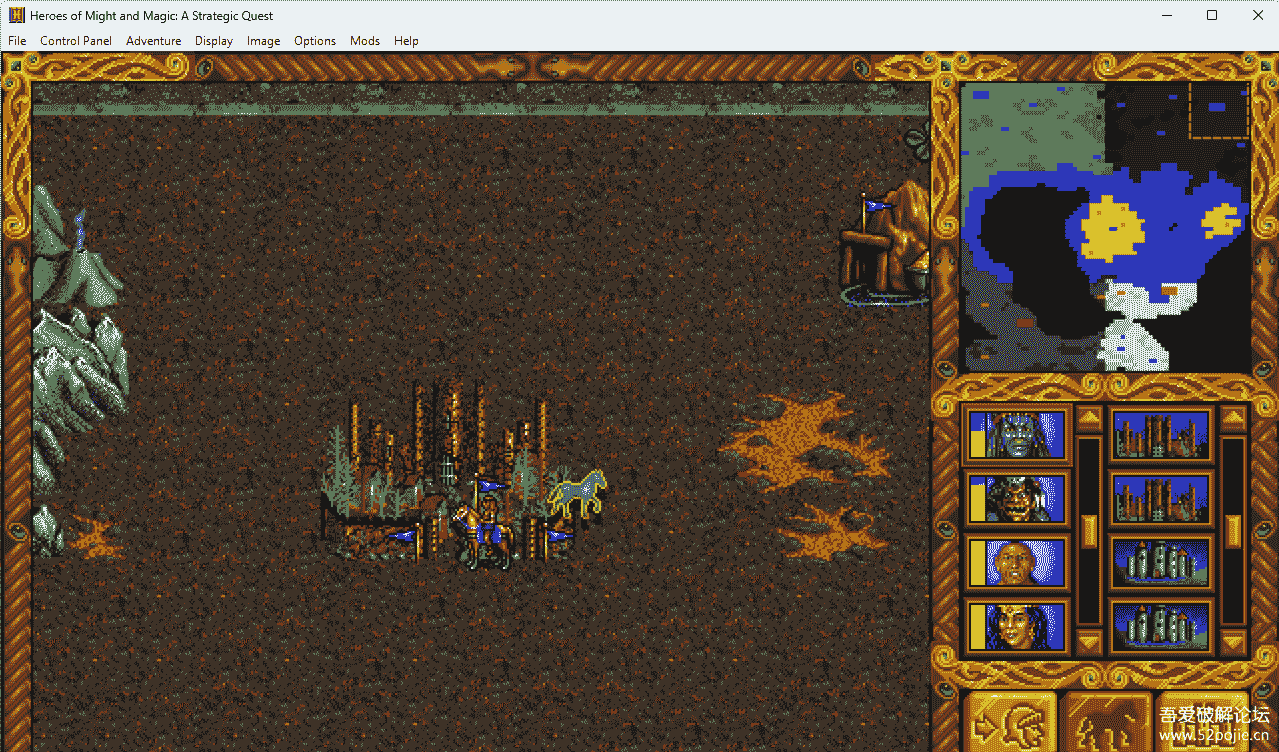 Heroes of Might and Magic: A Strategic Quest
File Control Panel Adventure Display Image Options Mods Help
吾爱破解论坛
www.52pojie.cn